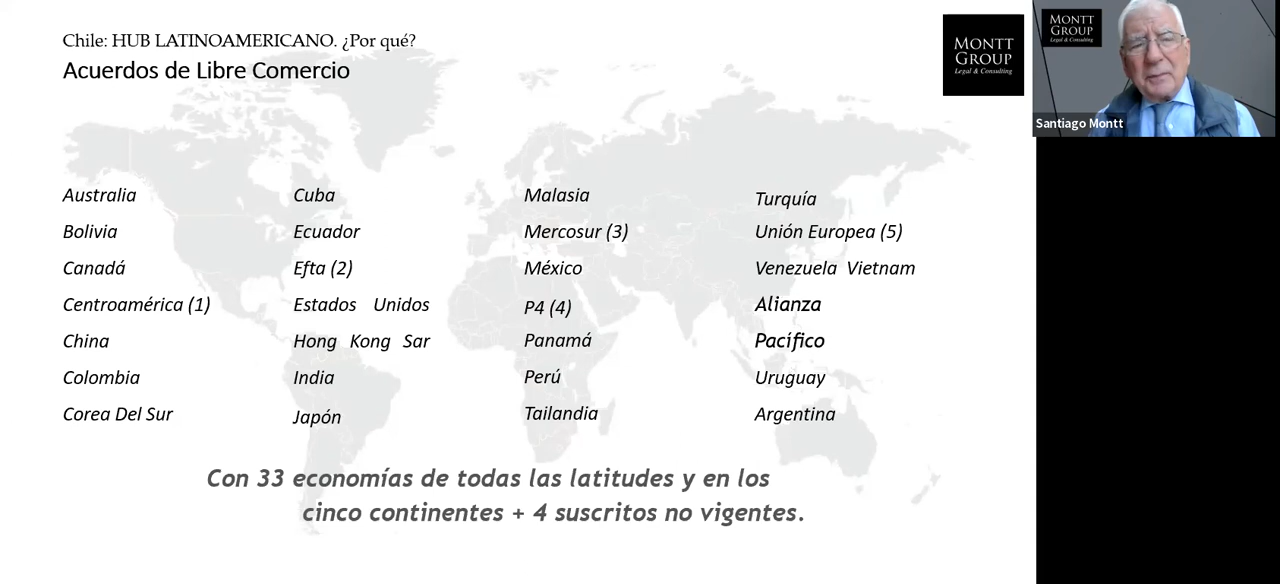 Chile: HUB LATINOAMERICANO. ¿Por qué?
Acuerdos de Libre Comercio
MONTT
GROUP
Legal & Consulting
MONTT
GROUP
Legal & Consulting
Santiago Montt
Australia
Bolivia
Canadá
Centroamérica (1)
China
Colombia
Corea Del Sur
Cuba
Ecuador
Efta (2)
Estados Unidos
Hong Kong Sar
India
Japón
Malasia
Mercosur (3)
México
P4 (4)
Panamá
Perú
Tailandia
Turquía
Unión Europea (5)
Venezuela Vietnam
Alianza
Pacífico
Uruguay
Argentina
Con 33 economías de todas las latitudes y en los
cinco continentes + 4 suscritos no vigentes.